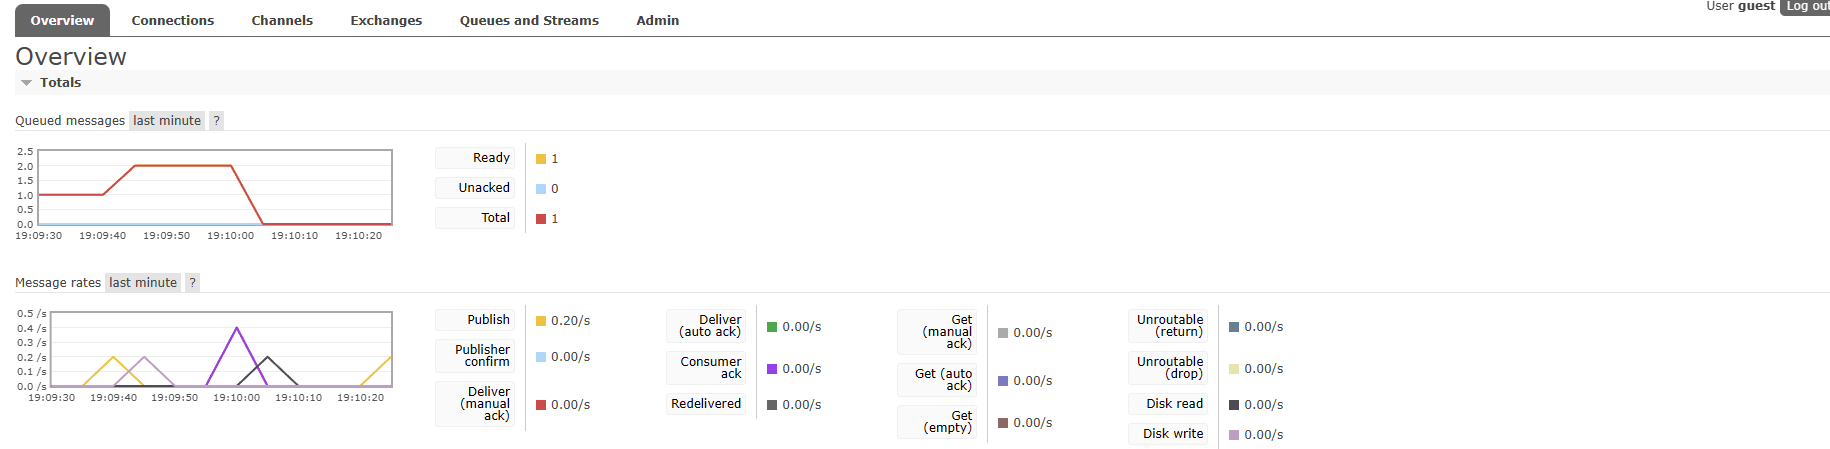 User guest Log out
Overview Connections Channels Exchanges Queues and Streams Admin
Overview
Totals
Queued messages last minute ?
2.5
2.0
1.5
1.0
0.5
0.0
19:09:30 19:09:40 19:09:50 19:10:00 19:10:10 19:10:20
Ready 1
Unacked 0
Total 1
Message rates last minute ?
0.5 /s
0.4 /s
0.3 /s
0.2 /s
0.1 /s
0.0 /s
19:09:30 19:09:40 19:09:50 19:10:00 19:10:10 19:10:20
Publish 0.20/s
Publisher
confirm 0.00/s
Deliver
(manual
ack) 0.00/s
Deliver
(auto ack) 0.00/s
Consumer
ack 0.00/s
Redelivered 0.00/s
Get
(manual
ack) 0.00/s
Get (auto
ack) 0.00/s
Get
(empty) 0.00/s
Unroutable
(return) 0.00/s
Unroutable
(drop) 0.00/s
Disk read 0.00/s
Disk write 0.00/s